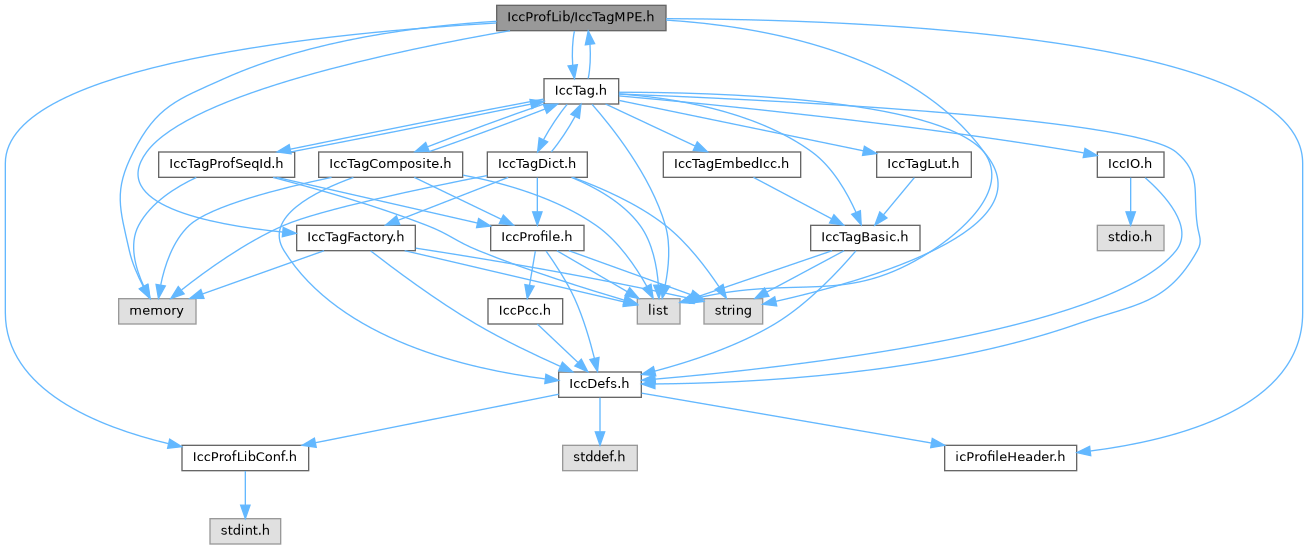 IccProfLib/IccTagMPE.h
IccTag.h
IccTagProfSeqId.h
IccTagComposite.h
IccTagDict.h
IccTagEmbedIcc.h
IccTagLut.h
IccIO.h
IccTagFactory.h
IccProfile.h
IccTagBasic.h
stdio.h
memory
IccPcc.h
list
string
IccDefs.h
IccProfLibConf.h
stddef.h
icProfileHeader.h
stdint.h